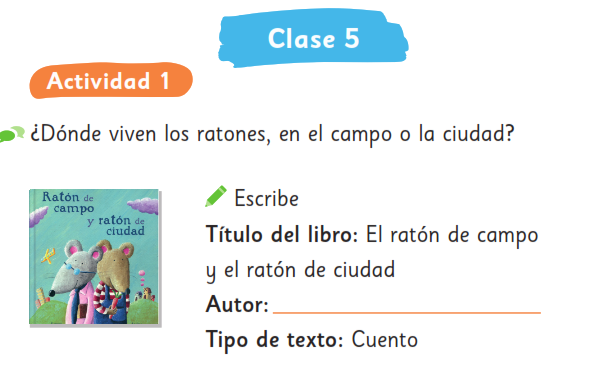 Clase 5
Actividad 1
¿Dónde viven los ratones, en el campo o la ciudad?
Ratón de
campo
y ratón de
ciudad
Escribe
Título del libro: El ratón de campo
y el ratón de ciudad
Autor:
Tipo de texto: Cuento